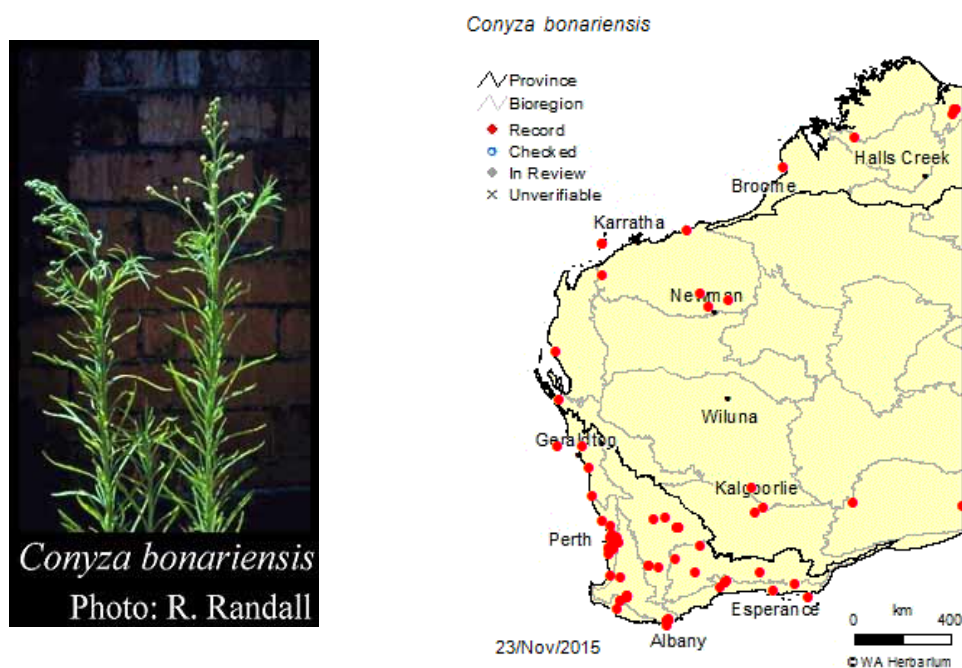 Conyza bonariensis
Photo: R. Randall
Conyza bonariensis
Province
Bioregion
Record
Checked
In Review
Unverifiable
Halls Creek
Broome
Karratha
Newman
Wiluna
Geraldton
Kalgoorlie
Perth
Esperance
Albany
0 km 400
23/Nov/2015
© WA Herbarium